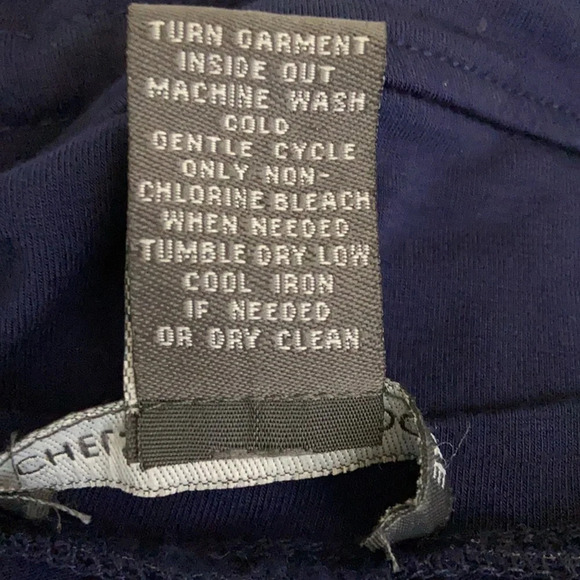 TURN GARMENT
INSIDE OUT
MACHINE WASH
COLD
GENTLE CYCLE
ONLY NON-
CHLORINE BLEACH
WHEN NEEDED
TUMBLE DRY LOW
COOL IRON
IF NEEDED
OR DRY CLEAN